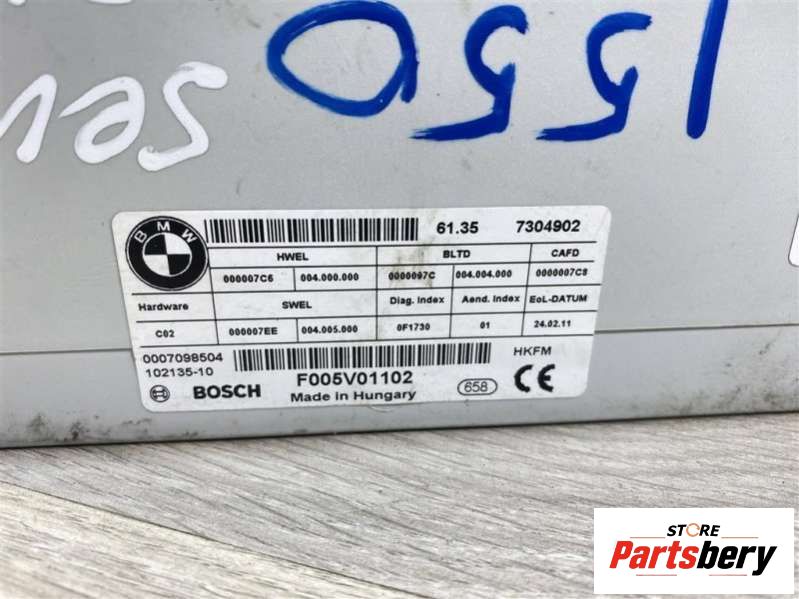 550
sev
61.35 7304902
BMW
HWEL BLTD CAFD
000007C6 004.000.000 0000097C 004.004.000 0000007C8
Hardware SWEL Diag. Index Aend. Index EoL-DATUM
C02 000007EE 004.005.000 0F1730 01 24.02.11
0007098504 HKFM
102135-10
BOSCH F005V01102 658 CE
Made in Hungary
STORE
Partsbery